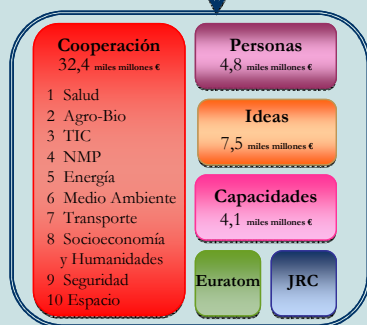 Cooperación
32,4 miles millones €
1 Salud
2 Agro-Bio
3 TIC
4 NMP
5 Energía
6 Medio Ambiente
7 Transporte
8 Socioeconomía
y Humanidades
9 Seguridad
10 Espacio
Personas
4,8 miles millones €
Ideas
7,5 miles millones €
Capacidades
4,1 miles millones €
Euratom
JRC